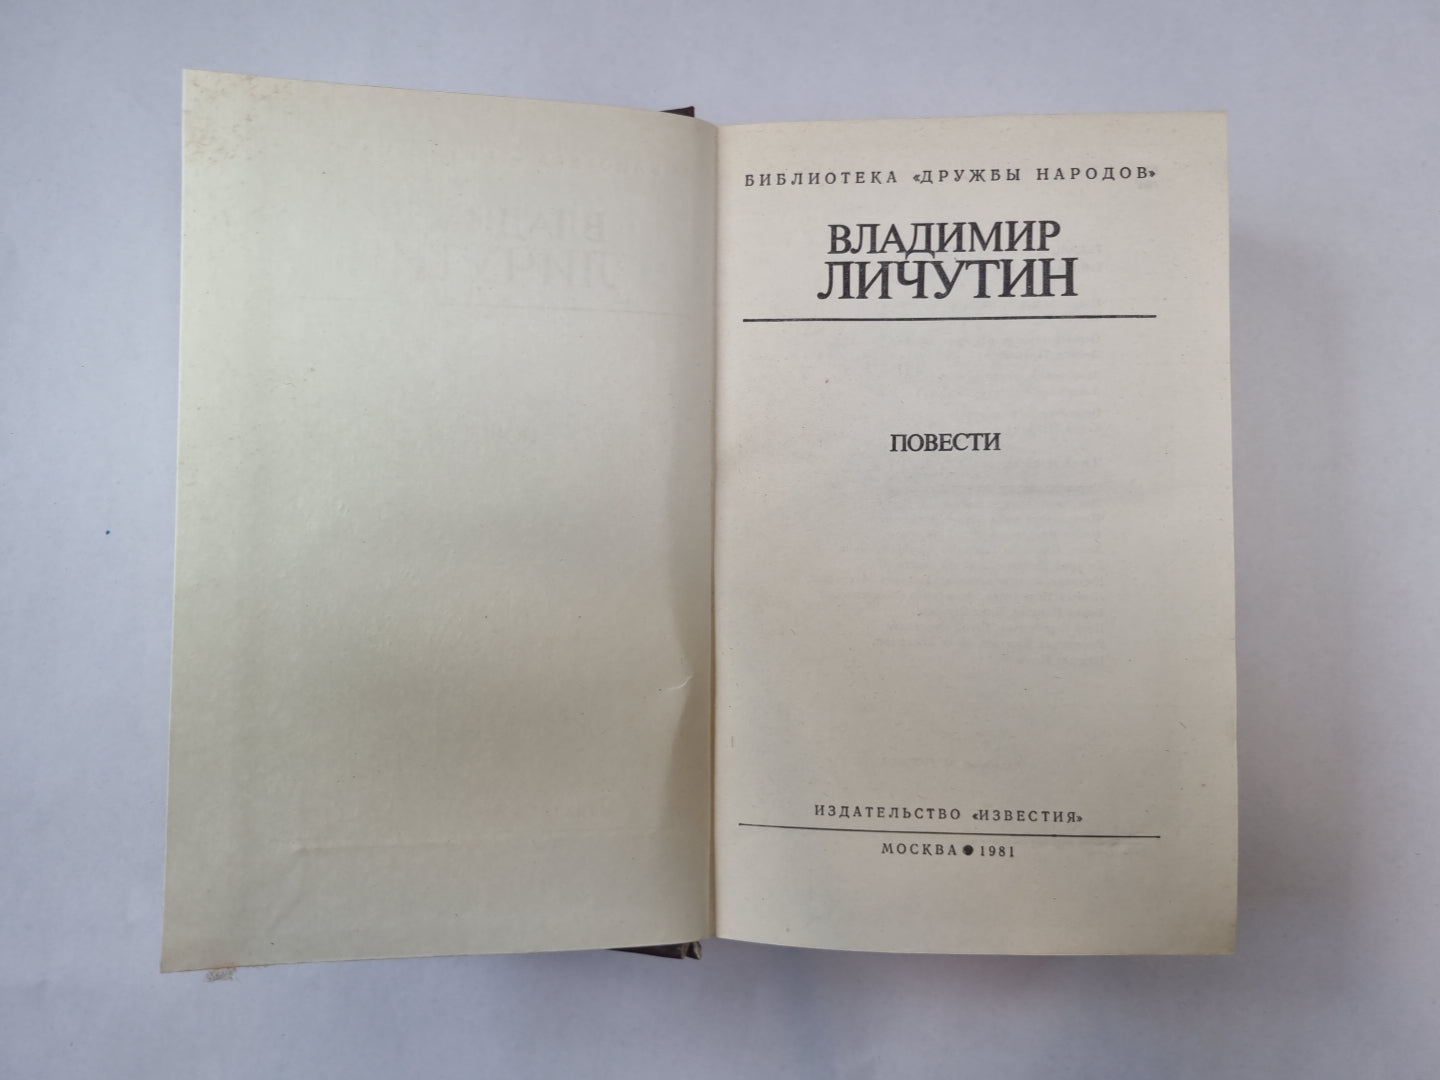 БИБЛИОТЕКА «ДРУЖБЫ НАРОДОВ»
ВЛАДИМИР
ЛИЧУТИН
ПОВЕСТИ
ИЗДАТЕЛЬСТВО «ИЗВЕСТИЯ»
МОСКВА ● 1981